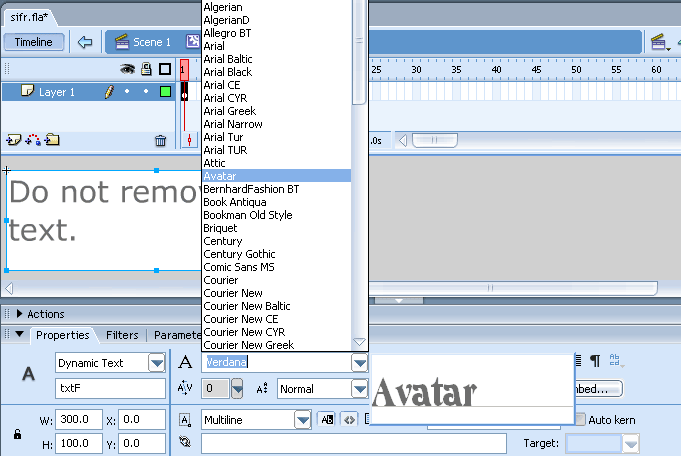 sifr.fla*
Timeline
Scene 1
1
25 30 35 40 45 50 55 60
Layer 1
.0s
Do not remov
text.
Algerian
AlgerianD
Allegro BT
Arial
Arial Baltic
Arial Black
Arial CE
Arial CYR
Arial Greek
Arial Narrow
Arial Tur
Arial TUR
Attic
Avatar
BernhardFashion BT
Book Antiqua
Bookman Old Style
Briquet
Century
Century Gothic
Comic Sans MS
Courier
Courier New
Courier New Baltic
Courier New CE
Courier New CYR
Courier New Greek
Actions
Properties Filters Paramete
Dynamic Text
A Verdana
A
txtF
A V 0
A Normal
Avatar
¶
Ab
mbed...
W: 300.0 X: 0.0
A Multiline
AB <>
Auto kern
H: 100.0 Y: 0.0
Target: